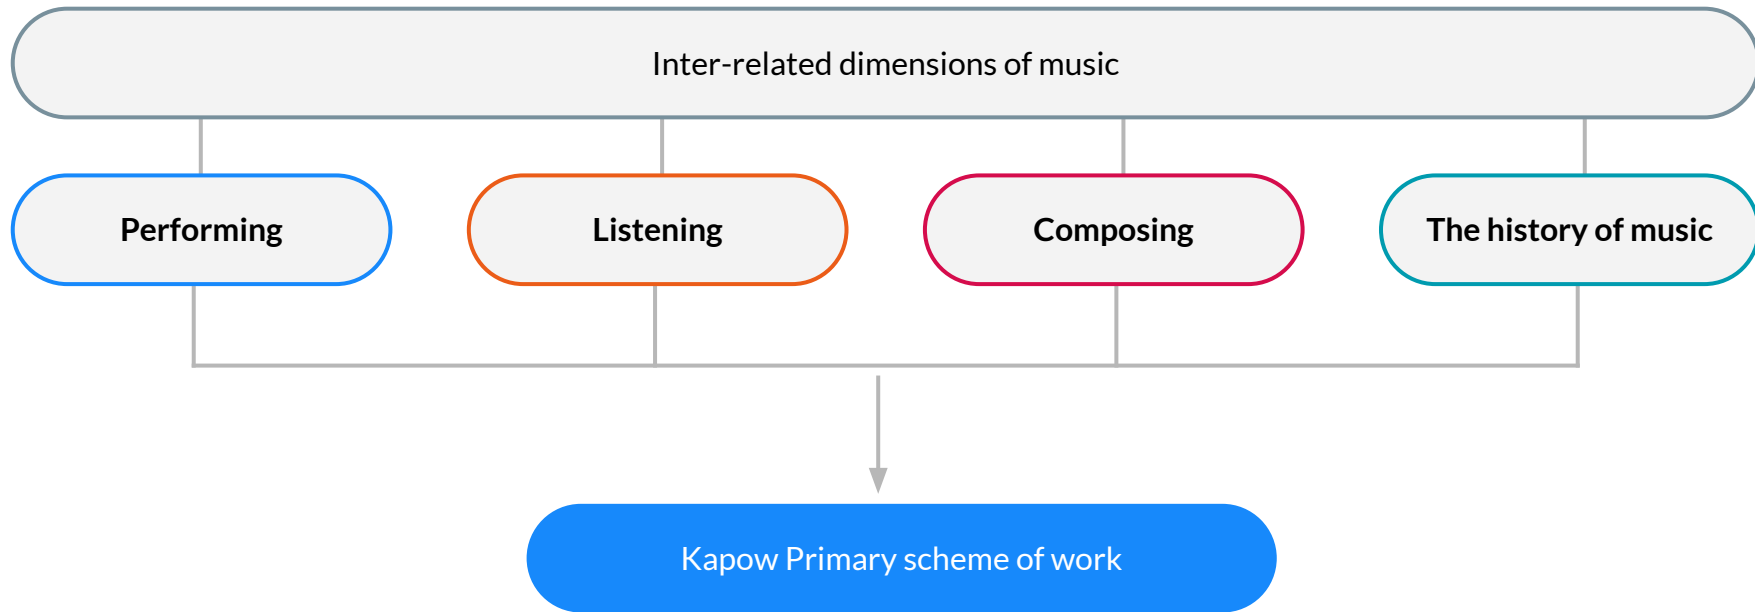 Inter-related dimensions of music
Performing
Listening
Composing
The history of music
Kapow Primary scheme of work